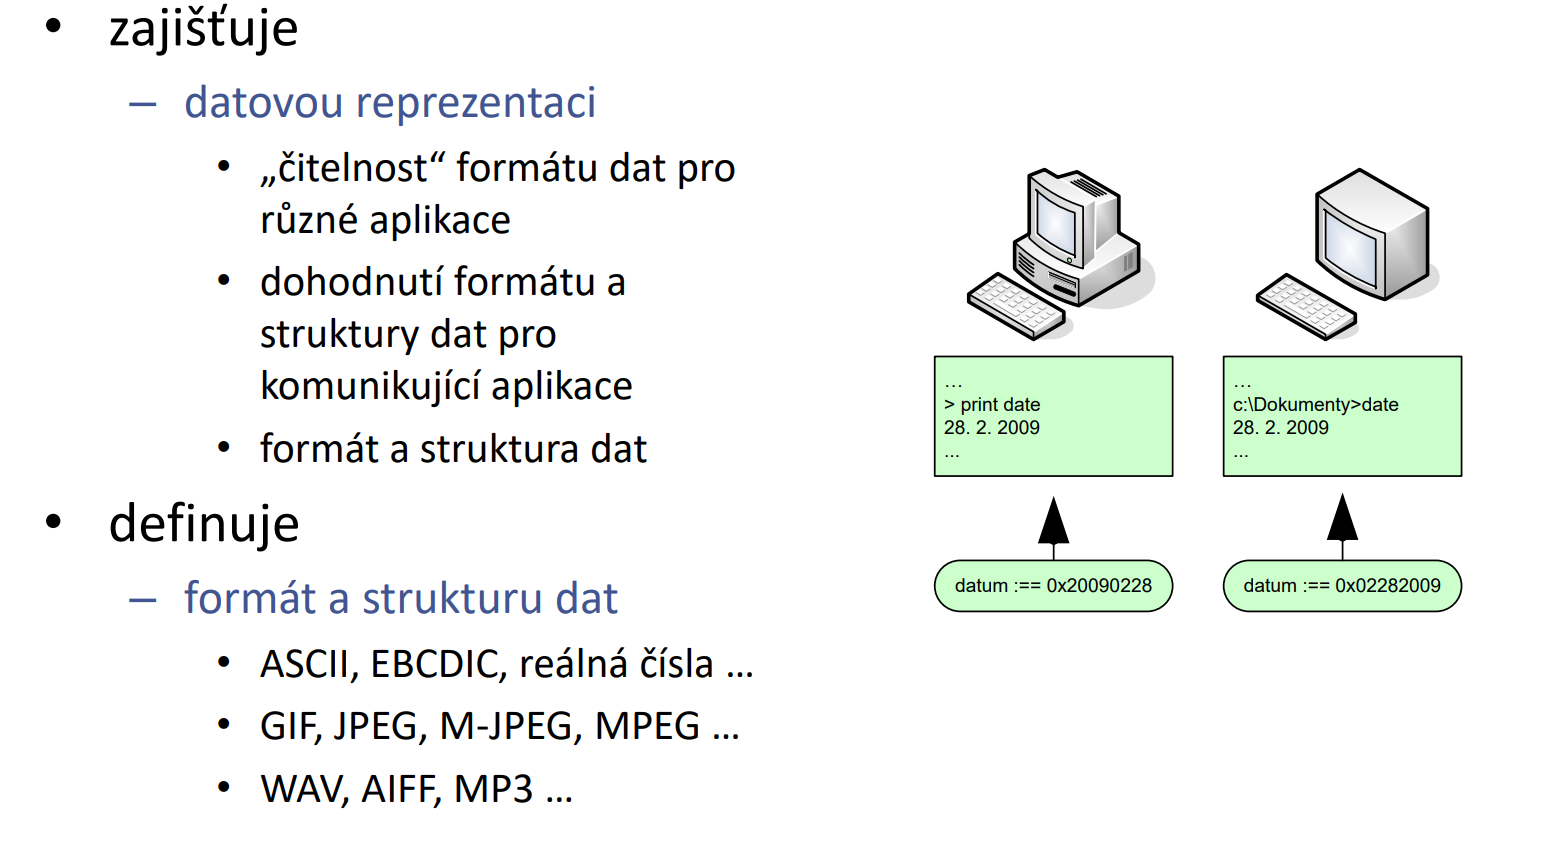 • zajišťuje
– datovou reprezentaci
• „čitelnost“ formátu dat pro
různé aplikace
• dohodnutí formátu a
struktury dat pro
komunikující aplikace
• formát a struktura dat
• definuje
– formát a strukturu dat
• ASCII, EBCDIC, reálná čísla ...
• GIF, JPEG, M-JPEG, MPEG ...
• WAV, AIFF, MP3 ...
...
> print date
28. 2. 2009
...
datum :== 0x20090228
...
c:\Dokumenty>date
28. 2. 2009
...
datum :== 0x02282009